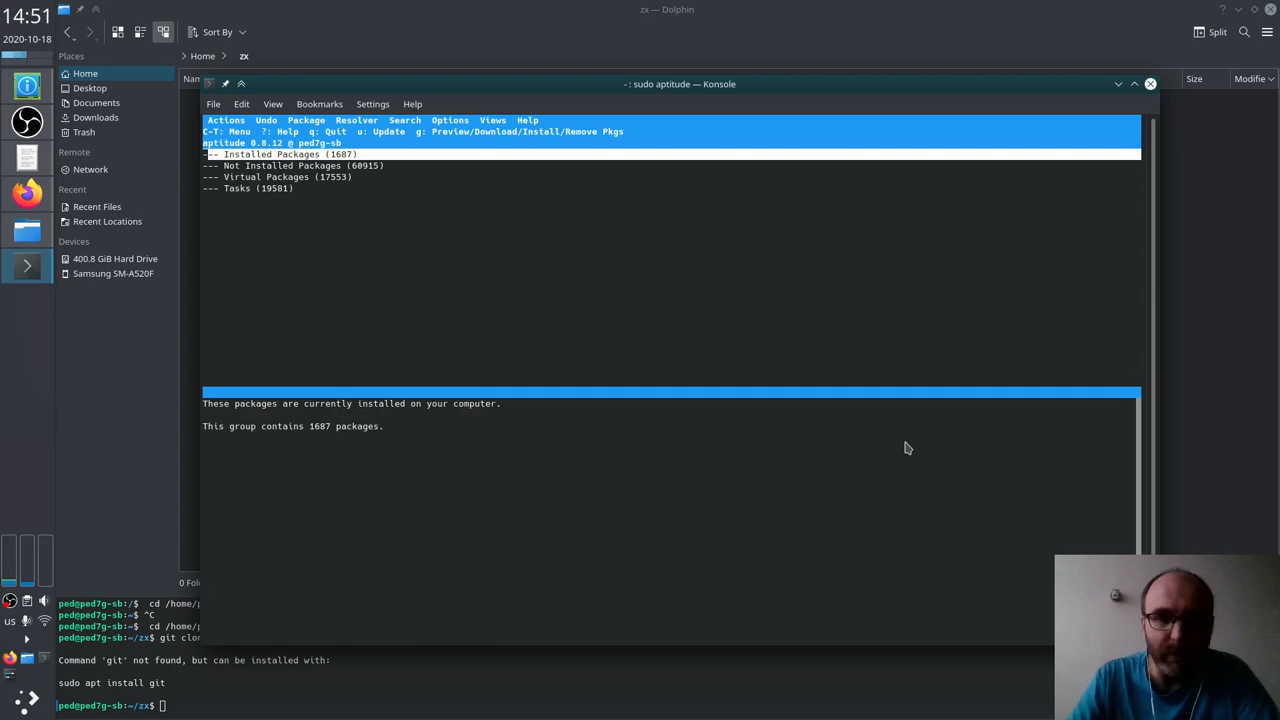 14:51
2020-10-18
zx — Dolphin
Sort By
Split
Places
Home
Desktop
Documents
Downloads
Trash
Remote
Network
Recent
Recent Files
Recent Locations
Devices
400.8 GiB Hard Drive
Samsung SM-A520F
Home > zx
Nam
Size
Modifie
- : sudo aptitude — Konsole
File Edit View Bookmarks Settings Help
Actions Undo Package Resolver Search Options Views Help
C-T: Menu ?: Help q: Quit u: Update g: Preview/Download/Install/Remove Pkgs
aptitude 0.8.12 @ ped7g-sb
--- Installed Packages (1687)
--- Not Installed Packages (60915)
--- Virtual Packages (17553)
--- Tasks (19581)
These packages are currently installed on your computer.
This group contains 1687 packages.
0 Fol
ped@ped7g-sb:/$ cd /home/p
ped@ped7g-sb:~$ ^C
ped@ped7g-sb:~$ cd /home/p
ped@ped7g-sb:~/zx$ git clon
Command 'git' not found, but can be installed with:
sudo apt install git
ped@ped7g-sb:~/zx$
us